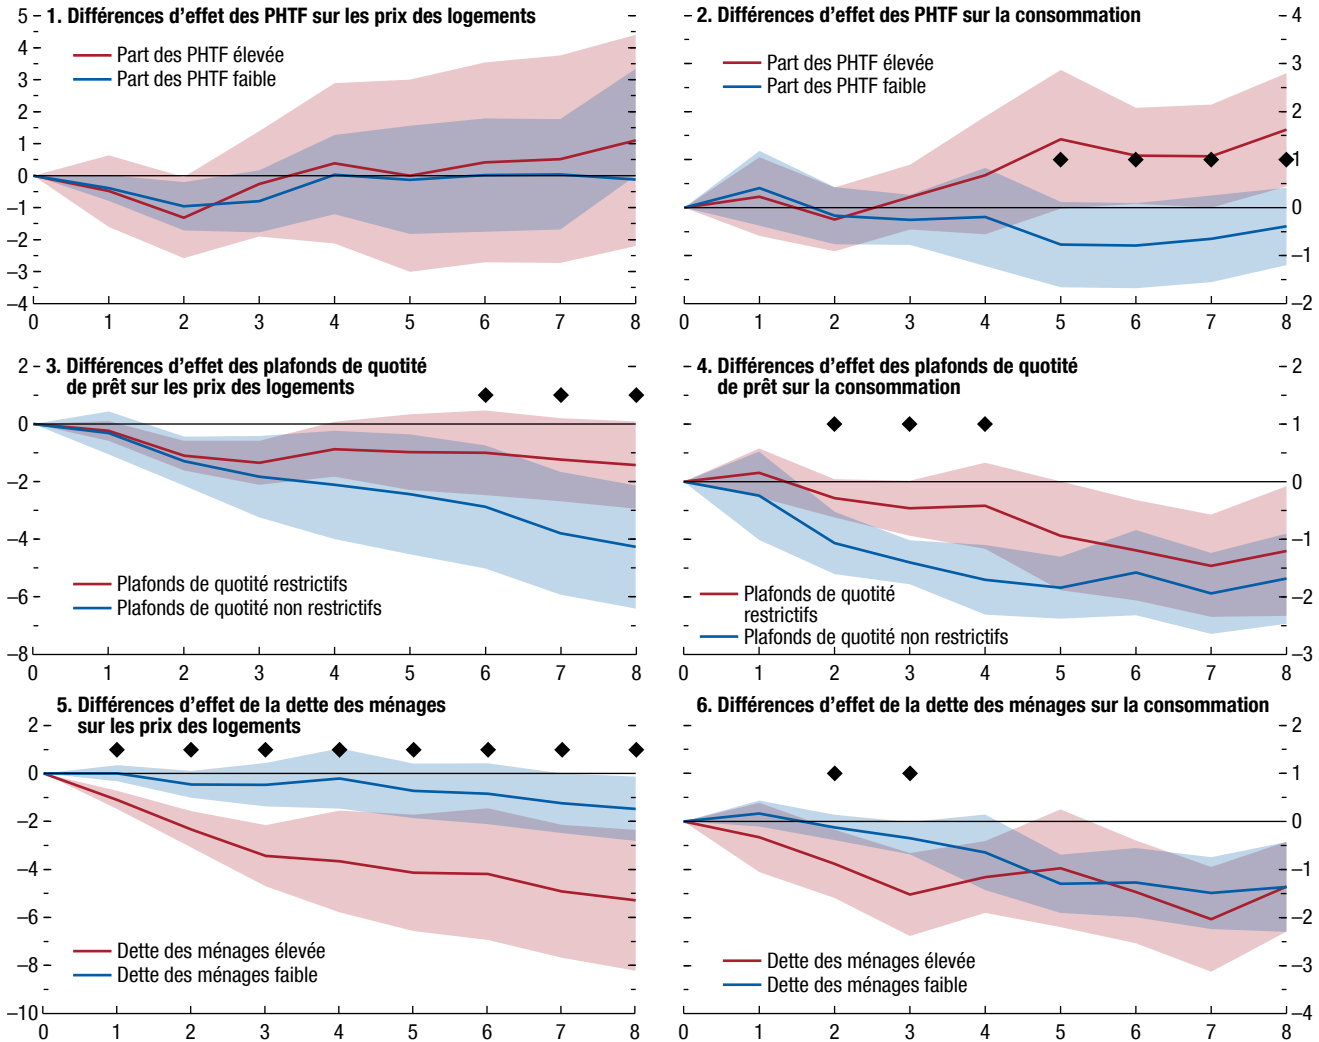 1. Différences d'effet des PHTF sur les prix des logements
5
4
3
2
1
0
–1
–2
–3
–4
Part des PHTF élevée
Part des PHTF faible
0 1 2 3 4 5 6 7 8
2. Différences d'effet des PHTF sur la consommation
4
3
2
1
0
–1
–2
Part des PHTF élevée
Part des PHTF faible
0 1 2 3 4 5 6 7 8
3. Différences d'effet des plafonds de quotité
de prêt sur les prix des logements
2
0
–2
–4
–6
–8
Plafonds de quotité restrictifs
Plafonds de quotité non restrictifs
0 1 2 3 4 5 6 7 8
4. Différences d'effet des plafonds de quotité
de prêt sur la consommation
2
1
0
–1
–2
–3
Plafonds de quotité
restrictifs
Plafonds de quotité non restrictifs
0 1 2 3 4 5 6 7 8
5. Différences d'effet de la dette des ménages
sur les prix des logements
2
0
–2
–4
–6
–8
–10
Dette des ménages élevée
Dette des ménages faible
0 1 2 3 4 5 6 7 8
6. Différences d'effet de la dette des ménages sur la consommation
2
1
0
–1
–2
–3
–4
Dette des ménages élevée
Dette des ménages faible
0 1 2 3 4 5 6 7 8